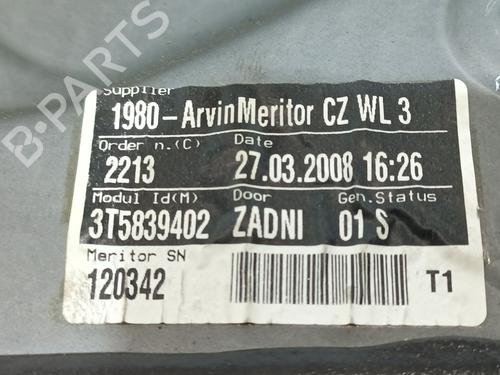 Supplier
1980-ArvinMeritor CZ WL 3
Order n.(C) Date
2213 27.03.2008 16:26
Modul Id(M) Door Gen.Status
3T5839402 ZADNI 01 S
Meritor SN
120342 T1
B-PARTS